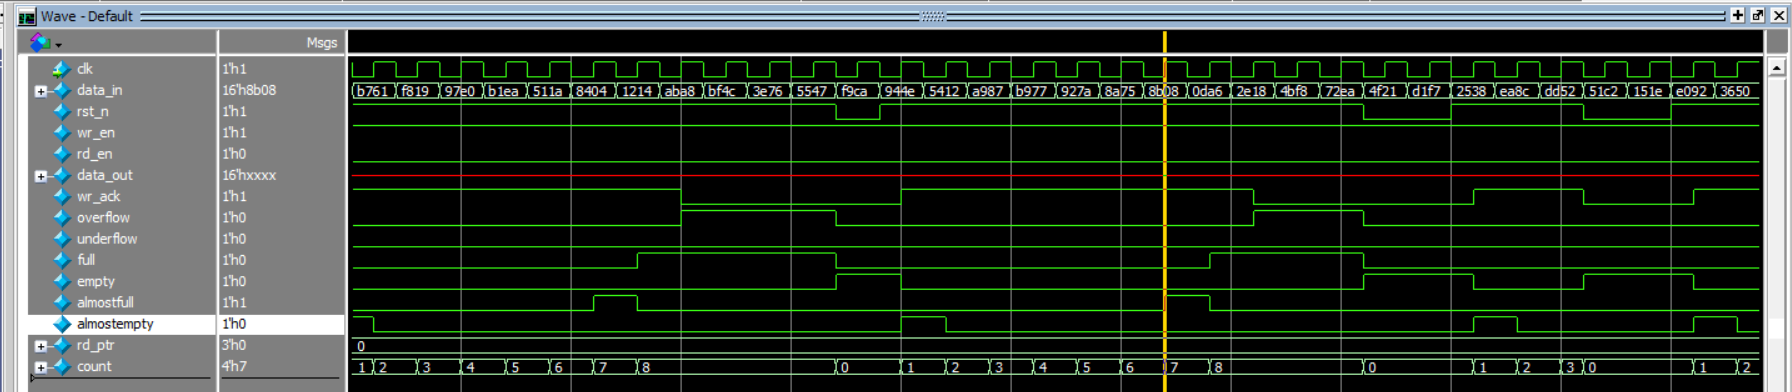 Wave - Default
Msgs
clk 1'h1
data_in 16'h8b08 b761 f819 97e0 b1ea 511a 8404 1214 aba8 bf4c 3e76 5547 f9ca 944e 5412 a987 b977 927a 8a75 8b08 0da6 2e18 4bf8 72ea 4f21 d1f7 2538 ea8c dd52 51c2 151e e092 3650
rst_n 1'h1
wr_en 1'h1
rd_en 1'h0
data_out 16'hxxxx
wr_ack 1'h1
overflow 1'h0
underflow 1'h0
full 1'h0
empty 1'h0
almostfull 1'h1
almostempty 1'h0
rd_ptr 3'h0 0
count 4'h7 1 2 3 4 5 6 7 8 0 1 2 3 4 5 6 7 8 0 1 2 3 0 1 2